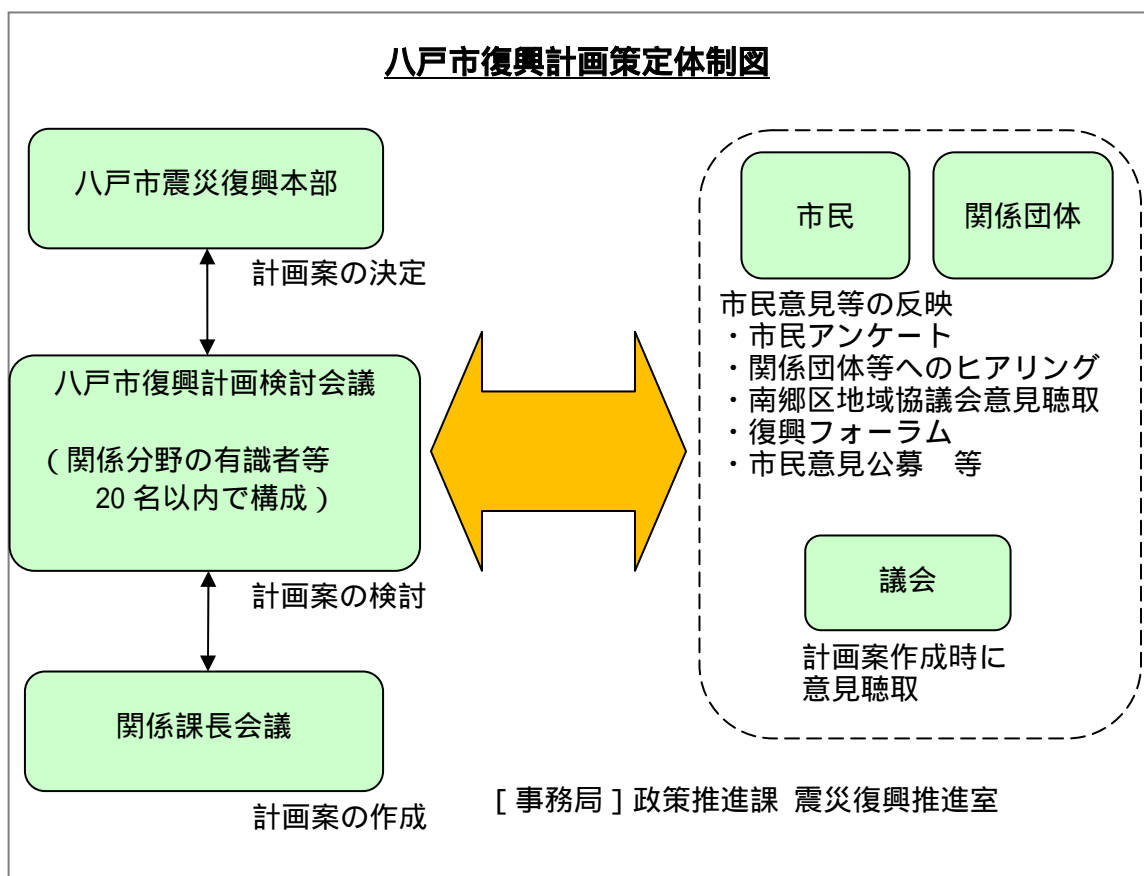 八戸市復興計画策定体制図
八戸市震災復興本部
計画案の決定
八戸市復興計画検討会議
（関係分野の有識者等
20名以内で構成）
計画案の検討
関係課長会議
計画案の作成
市民
関係団体
市民意見等の反映
・市民アンケート
・関係団体等へのヒアリング
・南郷区地域協議会意見聴取
・復興フォーラム
・市民意見公募　等
議会
計画案作成時に
意見聴取
［事務局］政策推進課 震災復興推進室